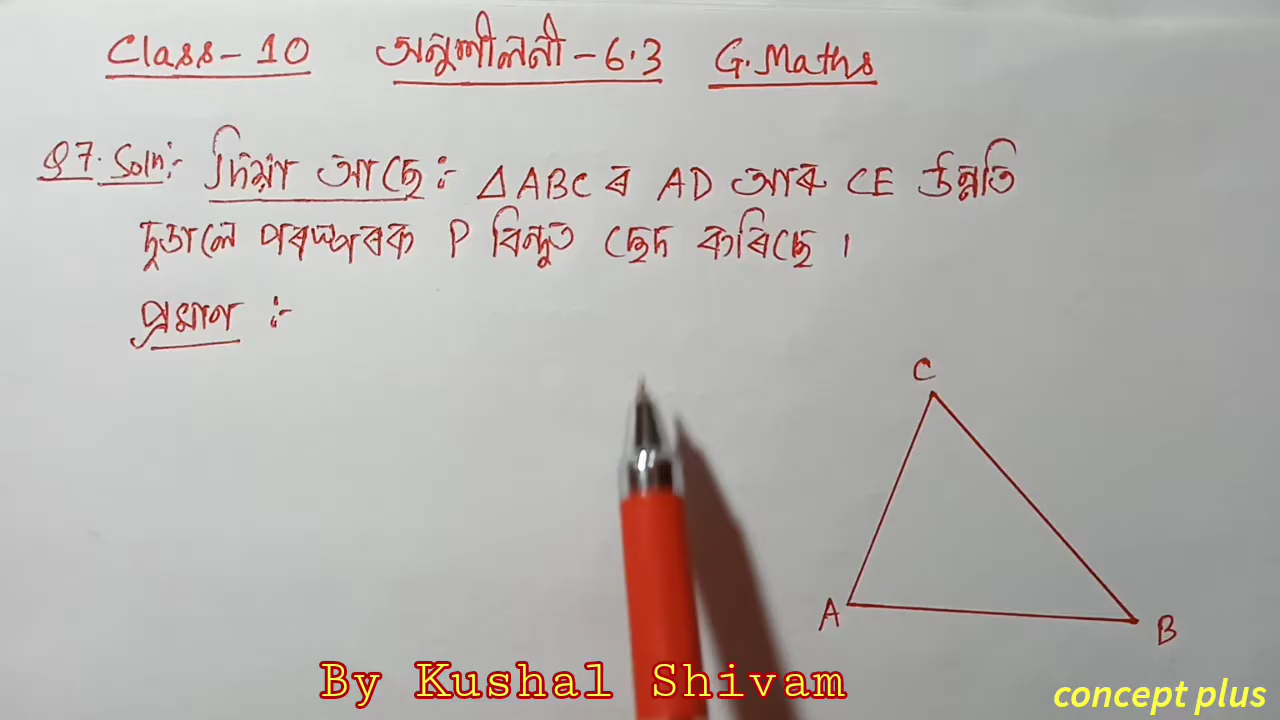 Class-10 অনুশীলনী-6.3 G.Maths
Q7. Soln:- দিয়া আছে:- ΔABC ৰ AD আৰু CE উন্নতি
দুডালে পৰস্পৰক P বিন্দুত ছেদ কৰিছে ।
প্ৰমাণ :-
C
A
B
By Kushal Shivam
concept plus